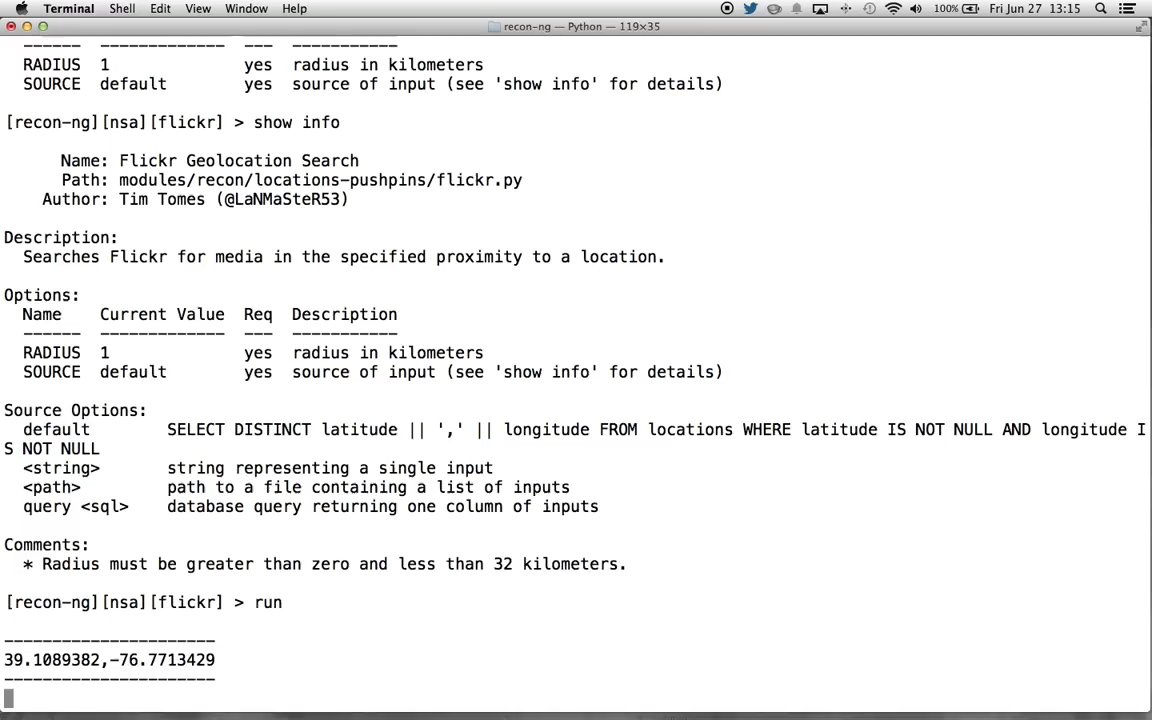 Terminal Shell Edit View Window Help 100% Fri Jun 27 13:15
recon-ng — Python — 119×35
------ ------------- --- -----------
RADIUS 1 yes radius in kilometers
SOURCE default yes source of input (see 'show info' for details)
[recon-ng][nsa][flickr] > show info
Name: Flickr Geolocation Search
Path: modules/recon/locations-pushpins/flickr.py
Author: Tim Tomes (@LaNMaSteR53)
Description:
Searches Flickr for media in the specified proximity to a location.
Options:
Name Current Value Req Description
------ ------------- --- -----------
RADIUS 1 yes radius in kilometers
SOURCE default yes source of input (see 'show info' for details)
Source Options:
default SELECT DISTINCT latitude || ',' || longitude FROM locations WHERE latitude IS NOT NULL AND longitude I
S NOT NULL
<string> string representing a single input
<path> path to a file containing a list of inputs
query <sql> database query returning one column of inputs
Comments:
* Radius must be greater than zero and less than 32 kilometers.
[recon-ng][nsa][flickr] > run
----------------------
39.1089382,-76.7713429
----------------------